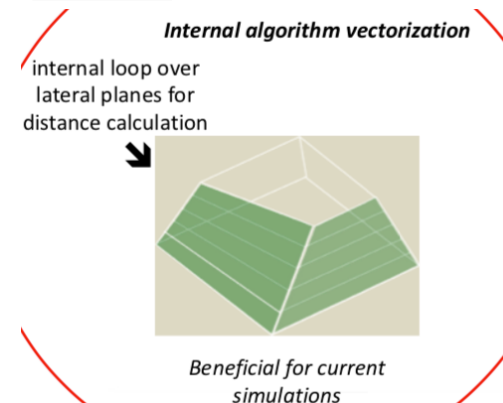 Internal algorithm vectorization
internal loop over
lateral planes for
distance calculation
Beneficial for current
simulations